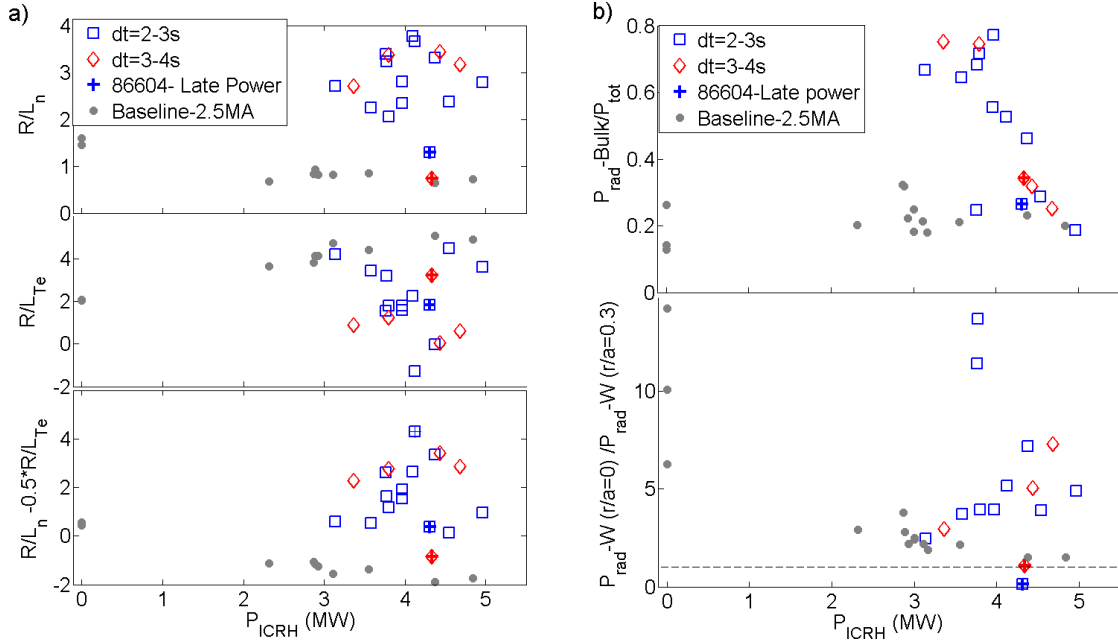 a)
4
3
2
1
0
R/L_n
dt=2-3s
dt=3-4s
86604- Late Power
Baseline-2.5MA
4
2
0
-2
R/L_Te
4
2
0
-2
R/L_n -0.5*R/L_Te
0 1 2 3 4 5
P_ICRH (MW)
b)
0.8
0.6
0.4
0.2
0
P_rad-Bulk/P_tot
dt=2-3s
dt=3-4s
86604-Late power
Baseline-2.5MA
10
5
0
P_rad-W (r/a=0) /P_rad-W (r/a=0.3)
0 1 2 3 4 5
P_ICRH (MW)